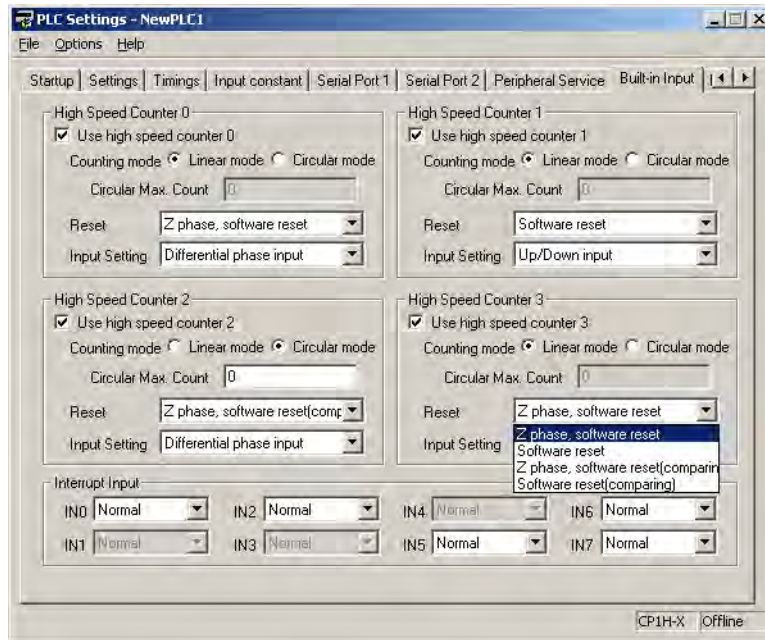 PLC Settings - NewPLC1
File Options Help
Startup Settings Timings Input constant Serial Port 1 Serial Port 2 Peripheral Service Built-in Input
High Speed Counter 0
Use high speed counter 0
Counting mode Linear mode Circular mode
Circular Max. Count 0
Reset Z phase, software reset
Input Setting Differential phase input
High Speed Counter 1
Use high speed counter 1
Counting mode Linear mode Circular mode
Circular Max. Count 0
Reset Software reset
Input Setting Up/Down input
High Speed Counter 2
Use high speed counter 2
Counting mode Linear mode Circular mode
Circular Max. Count 0
Reset Z phase, software reset(comp
Input Setting Differential phase input
High Speed Counter 3
Use high speed counter 3
Counting mode Linear mode Circular mode
Circular Max. Count 0
Reset Z phase, software reset
Input Setting
Z phase, software reset
Software reset
Z phase, software reset(comparin
Software reset(comparing)
Interrupt Input
IN0 Normal IN2 Normal IN4 Normal IN6 Normal
IN1 Normal IN3 Normal IN5 Normal IN7 Normal
CP1H-X Offline